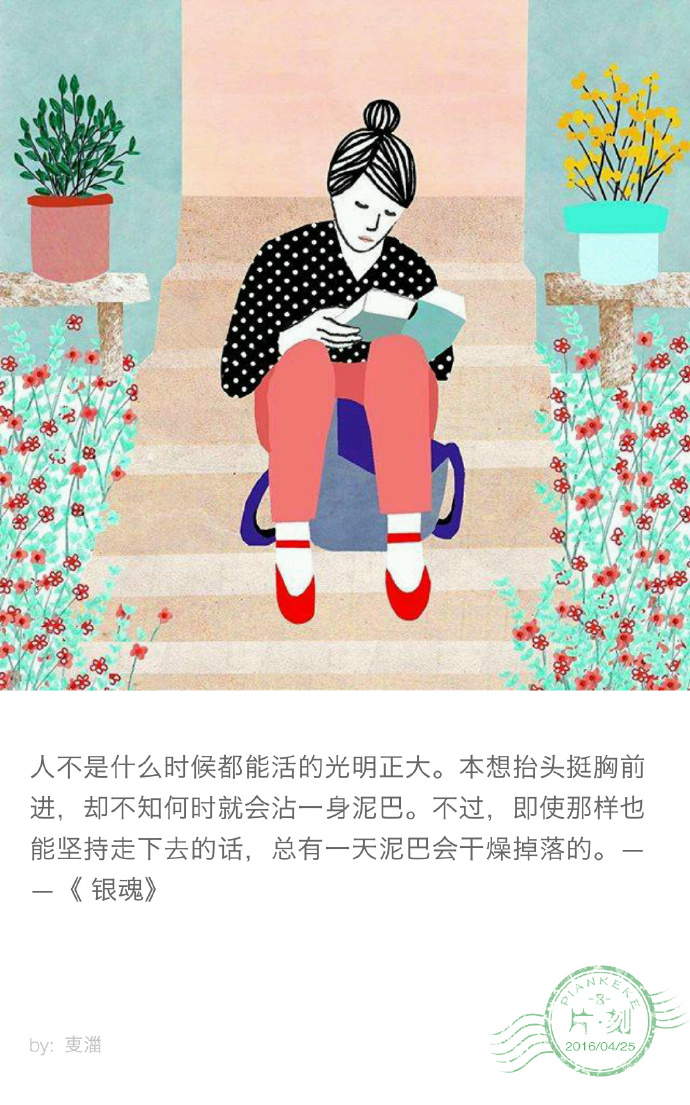 人不是什么时候都能活的光明正大。本想抬头挺胸前
进，却不知何时就会沾一身泥巴。不过，即使那样也
能坚持走下去的话，总有一天泥巴会干燥掉落的。—
—《 银魂》
PIANKEKE
片·刻
by: 叓淄
2016/04/25